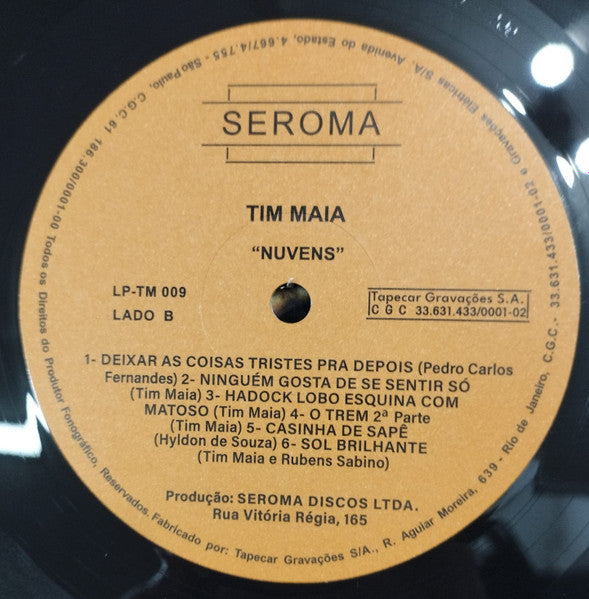 SEROMA
TIM MAIA
“NUVENS”
LP-TM 009
LADO B
Tapecar Gravações S.A.
C G C 33.631.433/0001-02
1- DEIXAR AS COISAS TRISTES PRA DEPOIS (Pedro Carlos
Fernandes) 2- NINGUÉM GOSTA DE SE SENTIR SÓ
(Tim Maia) 3- HADOCK LOBO ESQUINA COM
MATOSO (Tim Maia) 4- O TREM 2ª Parte
(Tim Maia) 5- CASINHA DE SAPÊ
(Hyldon de Souza) 6- SOL BRILHANTE
(Tim Maia e Rubens Sabino)
Produção: SEROMA DISCOS LTDA.
Rua Vitória Régia, 165
Todos os Direitos do Produtor Fonográfico, Reservados. Fabricado por: Tapecar Gravações S/A., R. Aguiar Moreira, 639 - Rio de Janeiro, C.G.C. 33.631.433/0001-02 e Gravações Elétricas S/A. Avenida do Estado, 4.667/4.755 - São Paulo, C.G.C. 61 186.300/0001-00